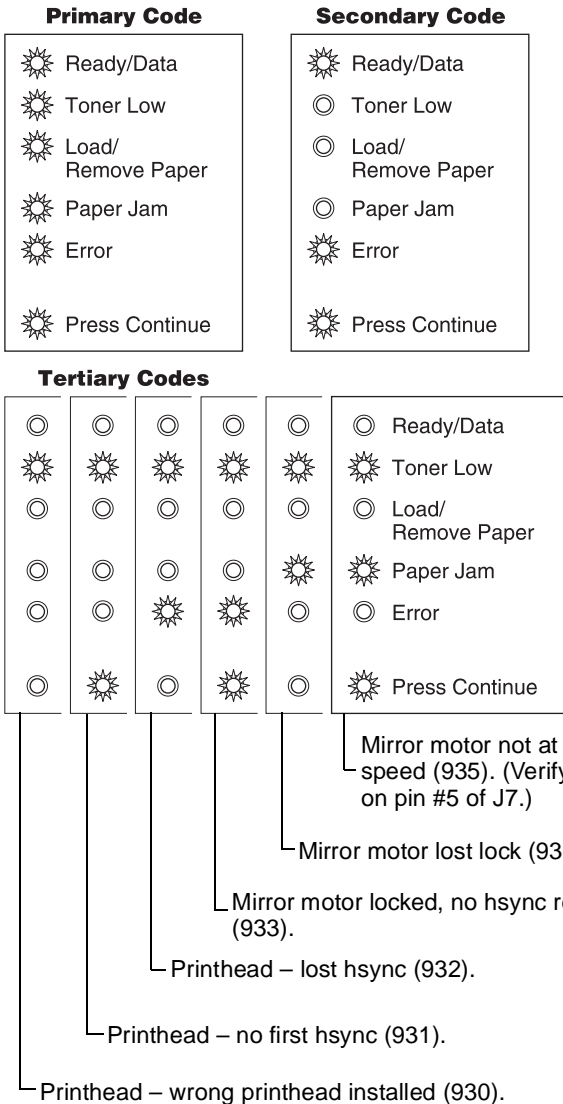 Primary Code
Ready/Data
Toner Low
Load/
Remove Paper
Paper Jam
Error
Press Continue
Secondary Code
Ready/Data
Toner Low
Load/
Remove Paper
Paper Jam
Error
Press Continue
Tertiary Codes
Ready/Data
Toner Low
Load/
Remove Paper
Paper Jam
Error
Press Continue
Mirror motor not at
speed (935). (Verify
on pin #5 of J7.)
Mirror motor lost lock (93
Mirror motor locked, no hsync
(933).
Printhead – lost hsync (932).
Printhead – no first hsync (931).
Printhead – wrong printhead installed (930).